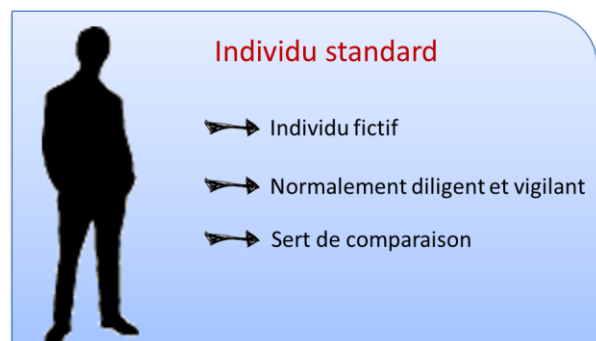 Individu standard
Individu fictif
Normalement diligent et vigilant
Sert de comparaison